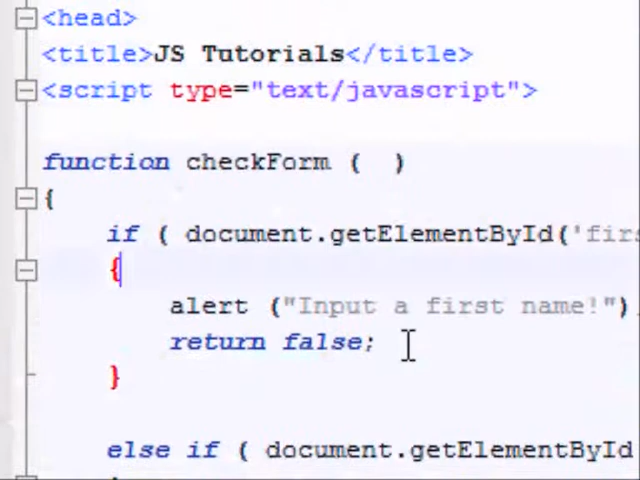 <head>
<title>JS Tutorials</title>
<script type="text/javascript">
function checkForm (  )
{
if ( document.getElementById('firs
{
alert ("Input a first name!")
return false;
}
else if ( document.getElementById